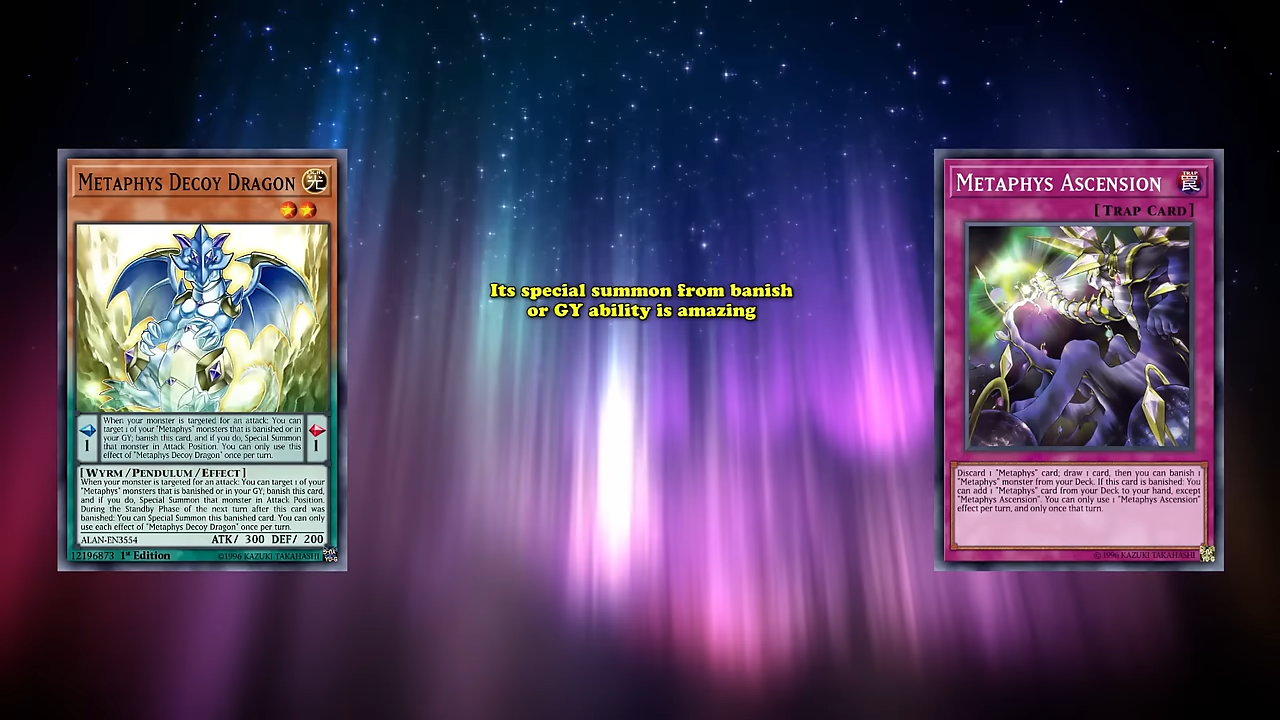 METAPHYS DECOY DRAGON
When your monster is targeted for an attack: You can
target 1 of your "Metaphys" monsters that is banished or in
your GY; banish this card, and if you do, Special Summon
that monster in Attack Position. You can only use this
effect of "Metaphys Decoy Dragon" once per turn.
1
1
[WYRM/PENDULUM/EFFECT]
When your monster is targeted for an attack: You can target 1 of your
"Metaphys" monsters that is banished or in your GY; banish this card,
and if you do, Special Summon that monster in Attack Position.
During the Standby Phase of the next turn after this card was
banished: You can Special Summon this banished card. You can only
use each effect of "Metaphys Decoy Dragon" once per turn.
ALAN-EN3554
ATK/ 300 DEF/ 200
12196873 1st Edition
©1996 KAZUKI TAKAHASHI
Its special summon from banish
or GY ability is amazing
METAPHYS ASCENSION
TRAP
罠
[TRAP CARD]
Discard 1 "Metaphys" card; draw 1 card, then you can banish 1
"Metaphys" monster from your Deck. If this card is banished: You
can add 1 "Metaphys" card from your Deck to your hand, except
"Metaphys Ascension". You can only use 1 "Metaphys Ascension"
effect per turn, and only once that turn.
©1996 KAZUKI TAKAHASHI